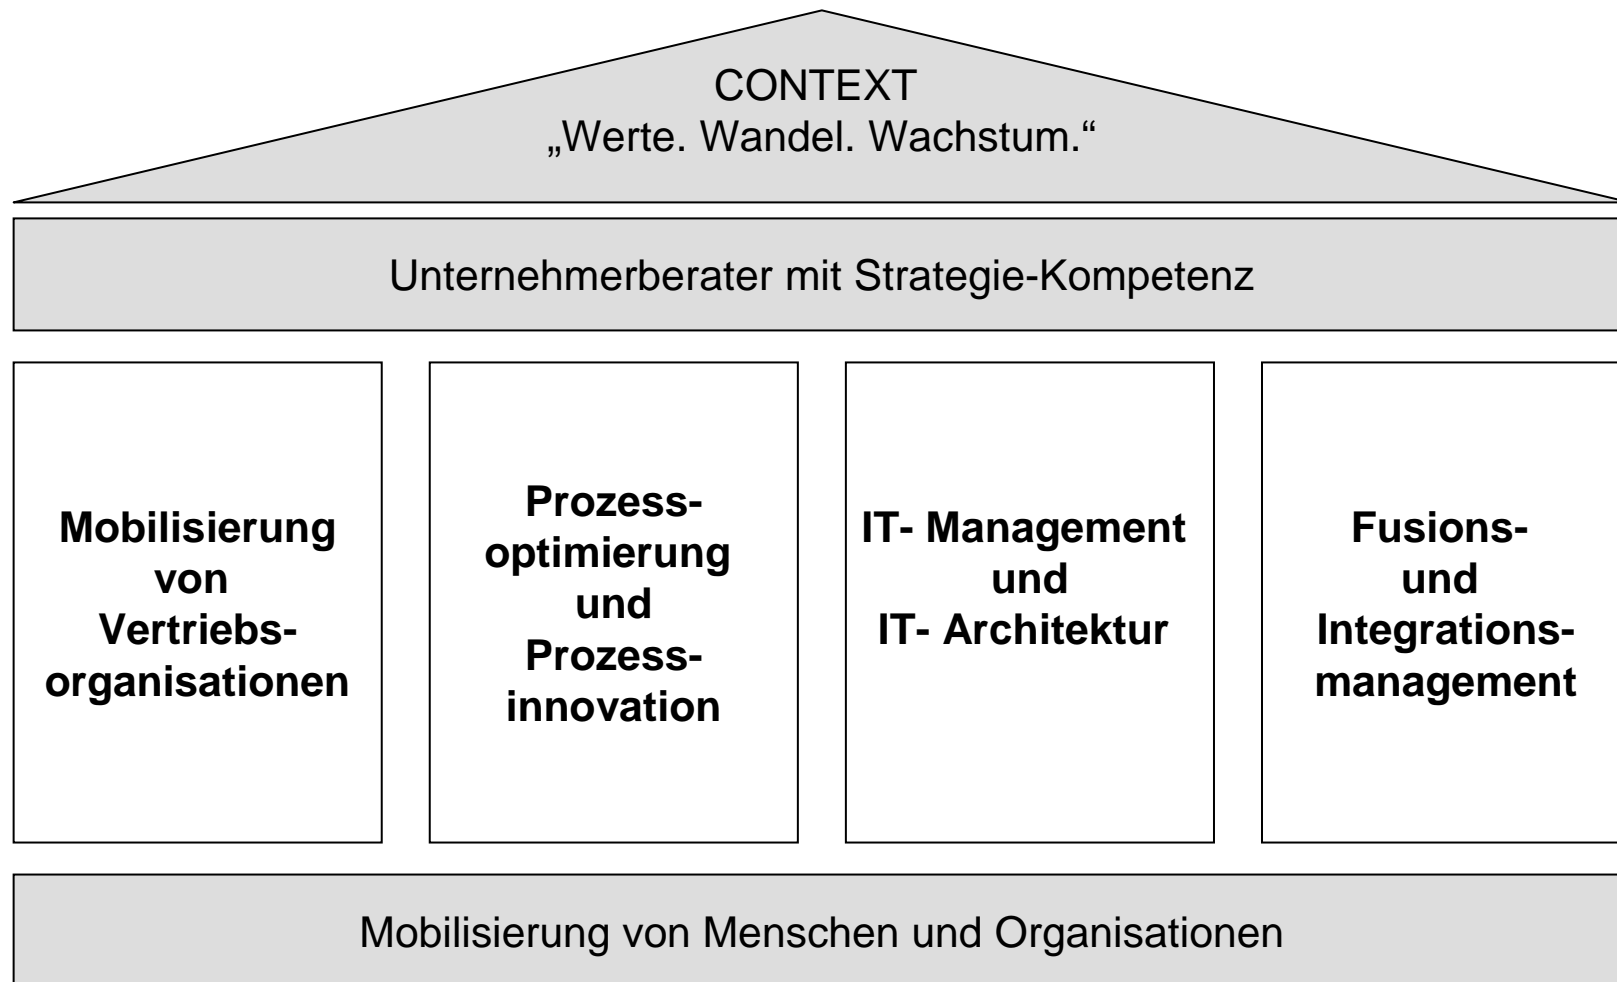 CONTEXT
„Werte. Wandel. Wachstum.“
Unternehmerberater mit Strategie-Kompetenz
Mobilisierung
von
Vertriebs-
organisationen
Prozess-
optimierung
und
Prozess-
innovation
IT- Management
und
IT- Architektur
Fusions-
und
Integrations-
management
Mobilisierung von Menschen und Organisationen